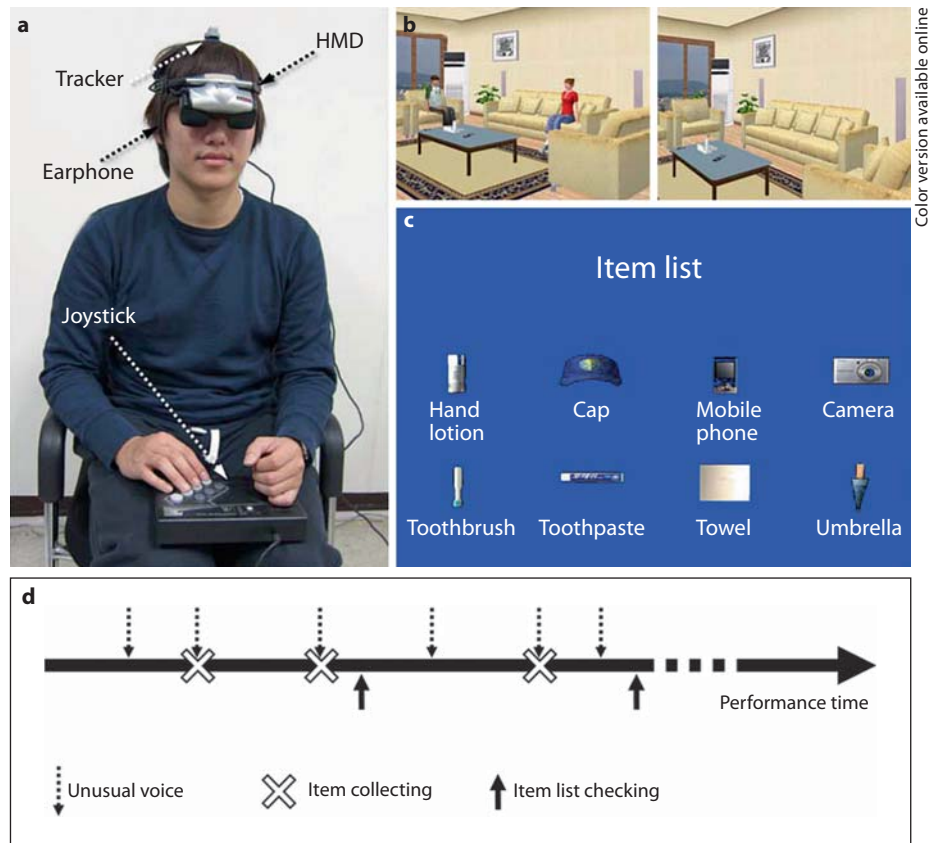 a
HMD
Tracker
Earphone
Joystick
b
Color version available online
c
Item list
Hand
lotion
Cap
Mobile
phone
Camera
Toothbrush
Toothpaste
Towel
Umbrella
d
Performance time
Unusual voice
Item collecting
Item list checking